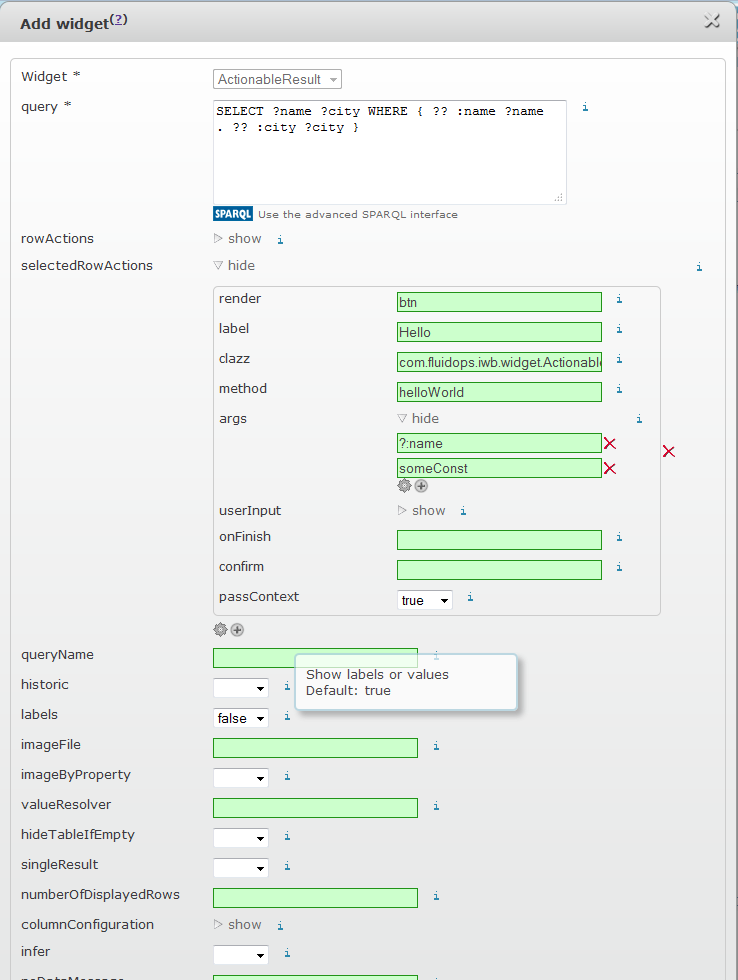 Add widget(?)
Widget *
ActionableResult
query *
SELECT ?name ?city WHERE { ?? :name ?name
. ?? :city ?city }
SPARQL Use the advanced SPARQL interface
rowActions
show
selectedRowActions
hide
render
btn
label
Hello
clazz
com.fluidops.iwb.widget.Actionabl
method
helloWorld
args
hide
?:name
someConst
userInput
show
onFinish
confirm
passContext
true
queryName
Show labels or values
Default: true
historic
labels
false
imageFile
imageByProperty
valueResolver
hideTableIfEmpty
singleResult
numberOfDisplayedRows
columnConfiguration
show
infer
noDataMessage